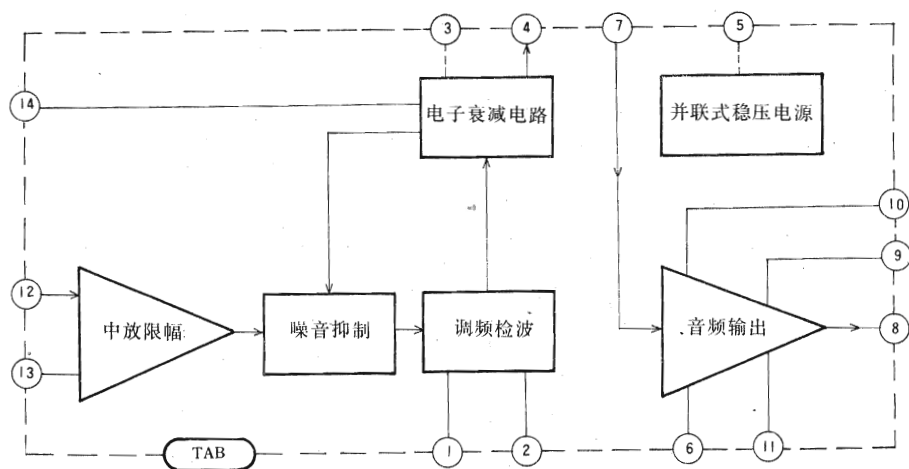 3 4 7 5
14
电子衰减电路
并联式稳压电源
10
9
12
中放限幅
噪音抑制
调频检波
音频输出
8
13
TAB
1 2 6 11